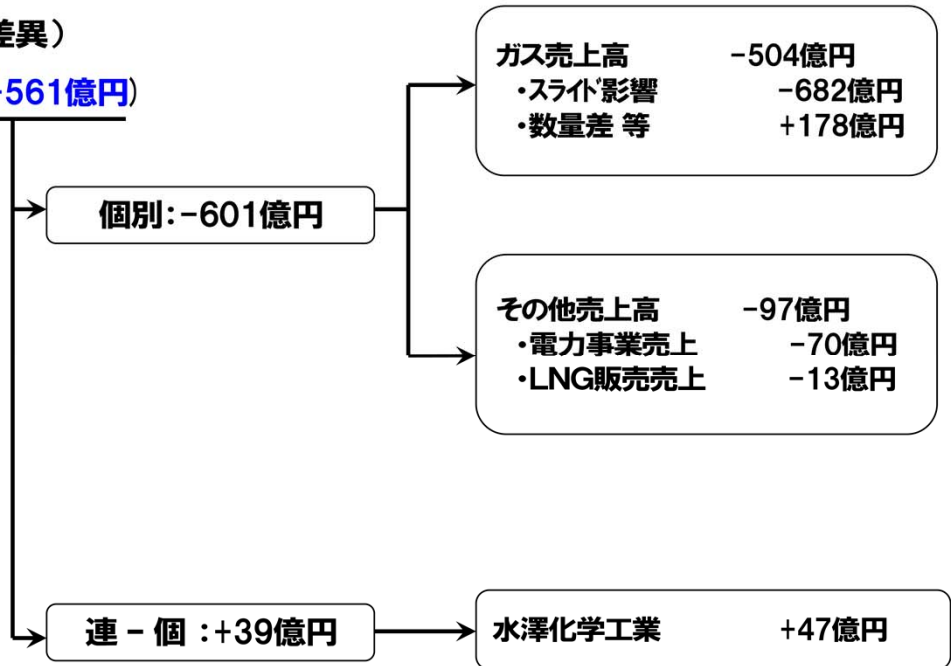 差異）
-561億円)
ガス売上高 -504億円
・スライド影響 -682億円
・数量差 等 +178億円
個別：-601億円
その他売上高 -97億円
・電力事業売上 -70億円
・LNG販売売上 -13億円
連 - 個 ：+39億円
水澤化学工業 +47億円